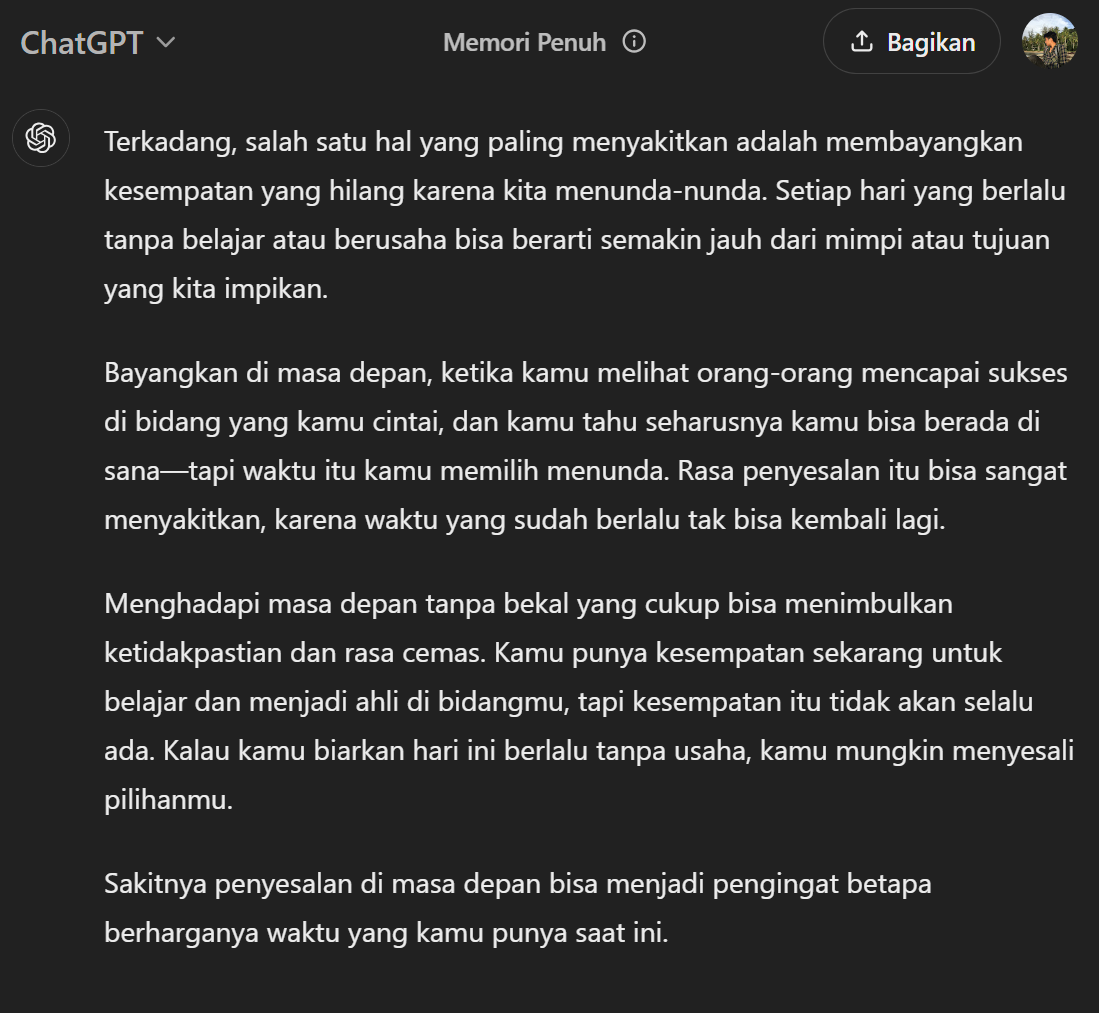 ChatGPT
Memori Penuh
Bagikan
Terkadang, salah satu hal yang paling menyakitkan adalah membayangkan
kesempatan yang hilang karena kita menunda-nunda. Setiap hari yang berlalu
tanpa belajar atau berusaha bisa berarti semakin jauh dari mimpi atau tujuan
yang kita impikan.
Bayangkan di masa depan, ketika kamu melihat orang-orang mencapai sukses
di bidang yang kamu cintai, dan kamu tahu seharusnya kamu bisa berada di
sana—tapi waktu itu kamu memilih menunda. Rasa penyesalan itu bisa sangat
menyakitkan, karena waktu yang sudah berlalu tak bisa kembali lagi.
Menghadapi masa depan tanpa bekal yang cukup bisa menimbulkan
ketidakpastian dan rasa cemas. Kamu punya kesempatan sekarang untuk
belajar dan menjadi ahli di bidangmu, tapi kesempatan itu tidak akan selalu
ada. Kalau kamu biarkan hari ini berlalu tanpa usaha, kamu mungkin menyesali
pilihanmu.
Sakitnya penyesalan di masa depan bisa menjadi pengingat betapa
berharganya waktu yang kamu punya saat ini.